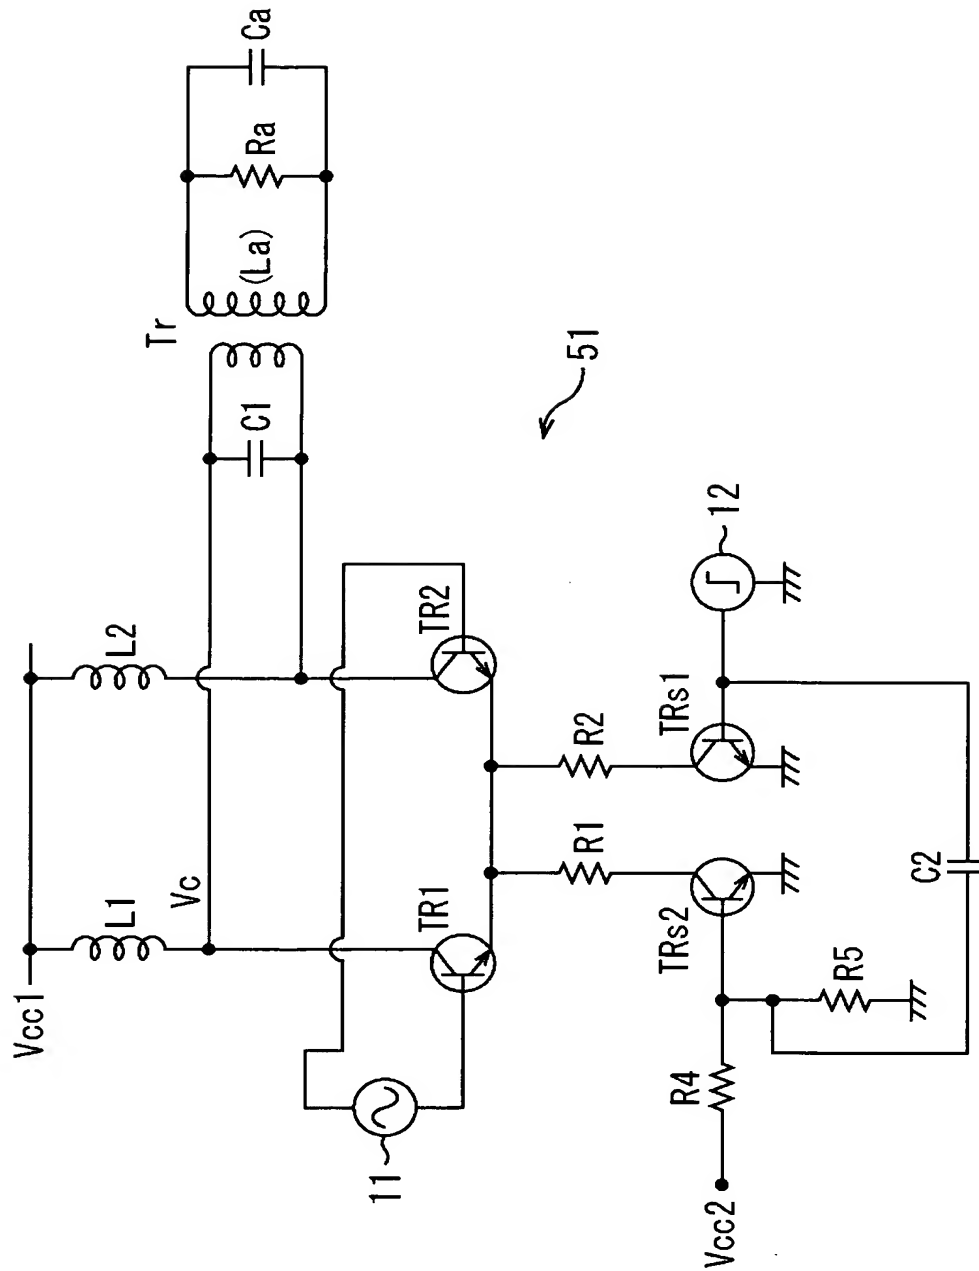 Vcc1
L1
L2
Vc
Tr
(La)
Ra
Ca
C1
TR1
TR2
11
51
R1
R2
TRs2
TRs1
12
R4
R5
Vcc2
C2